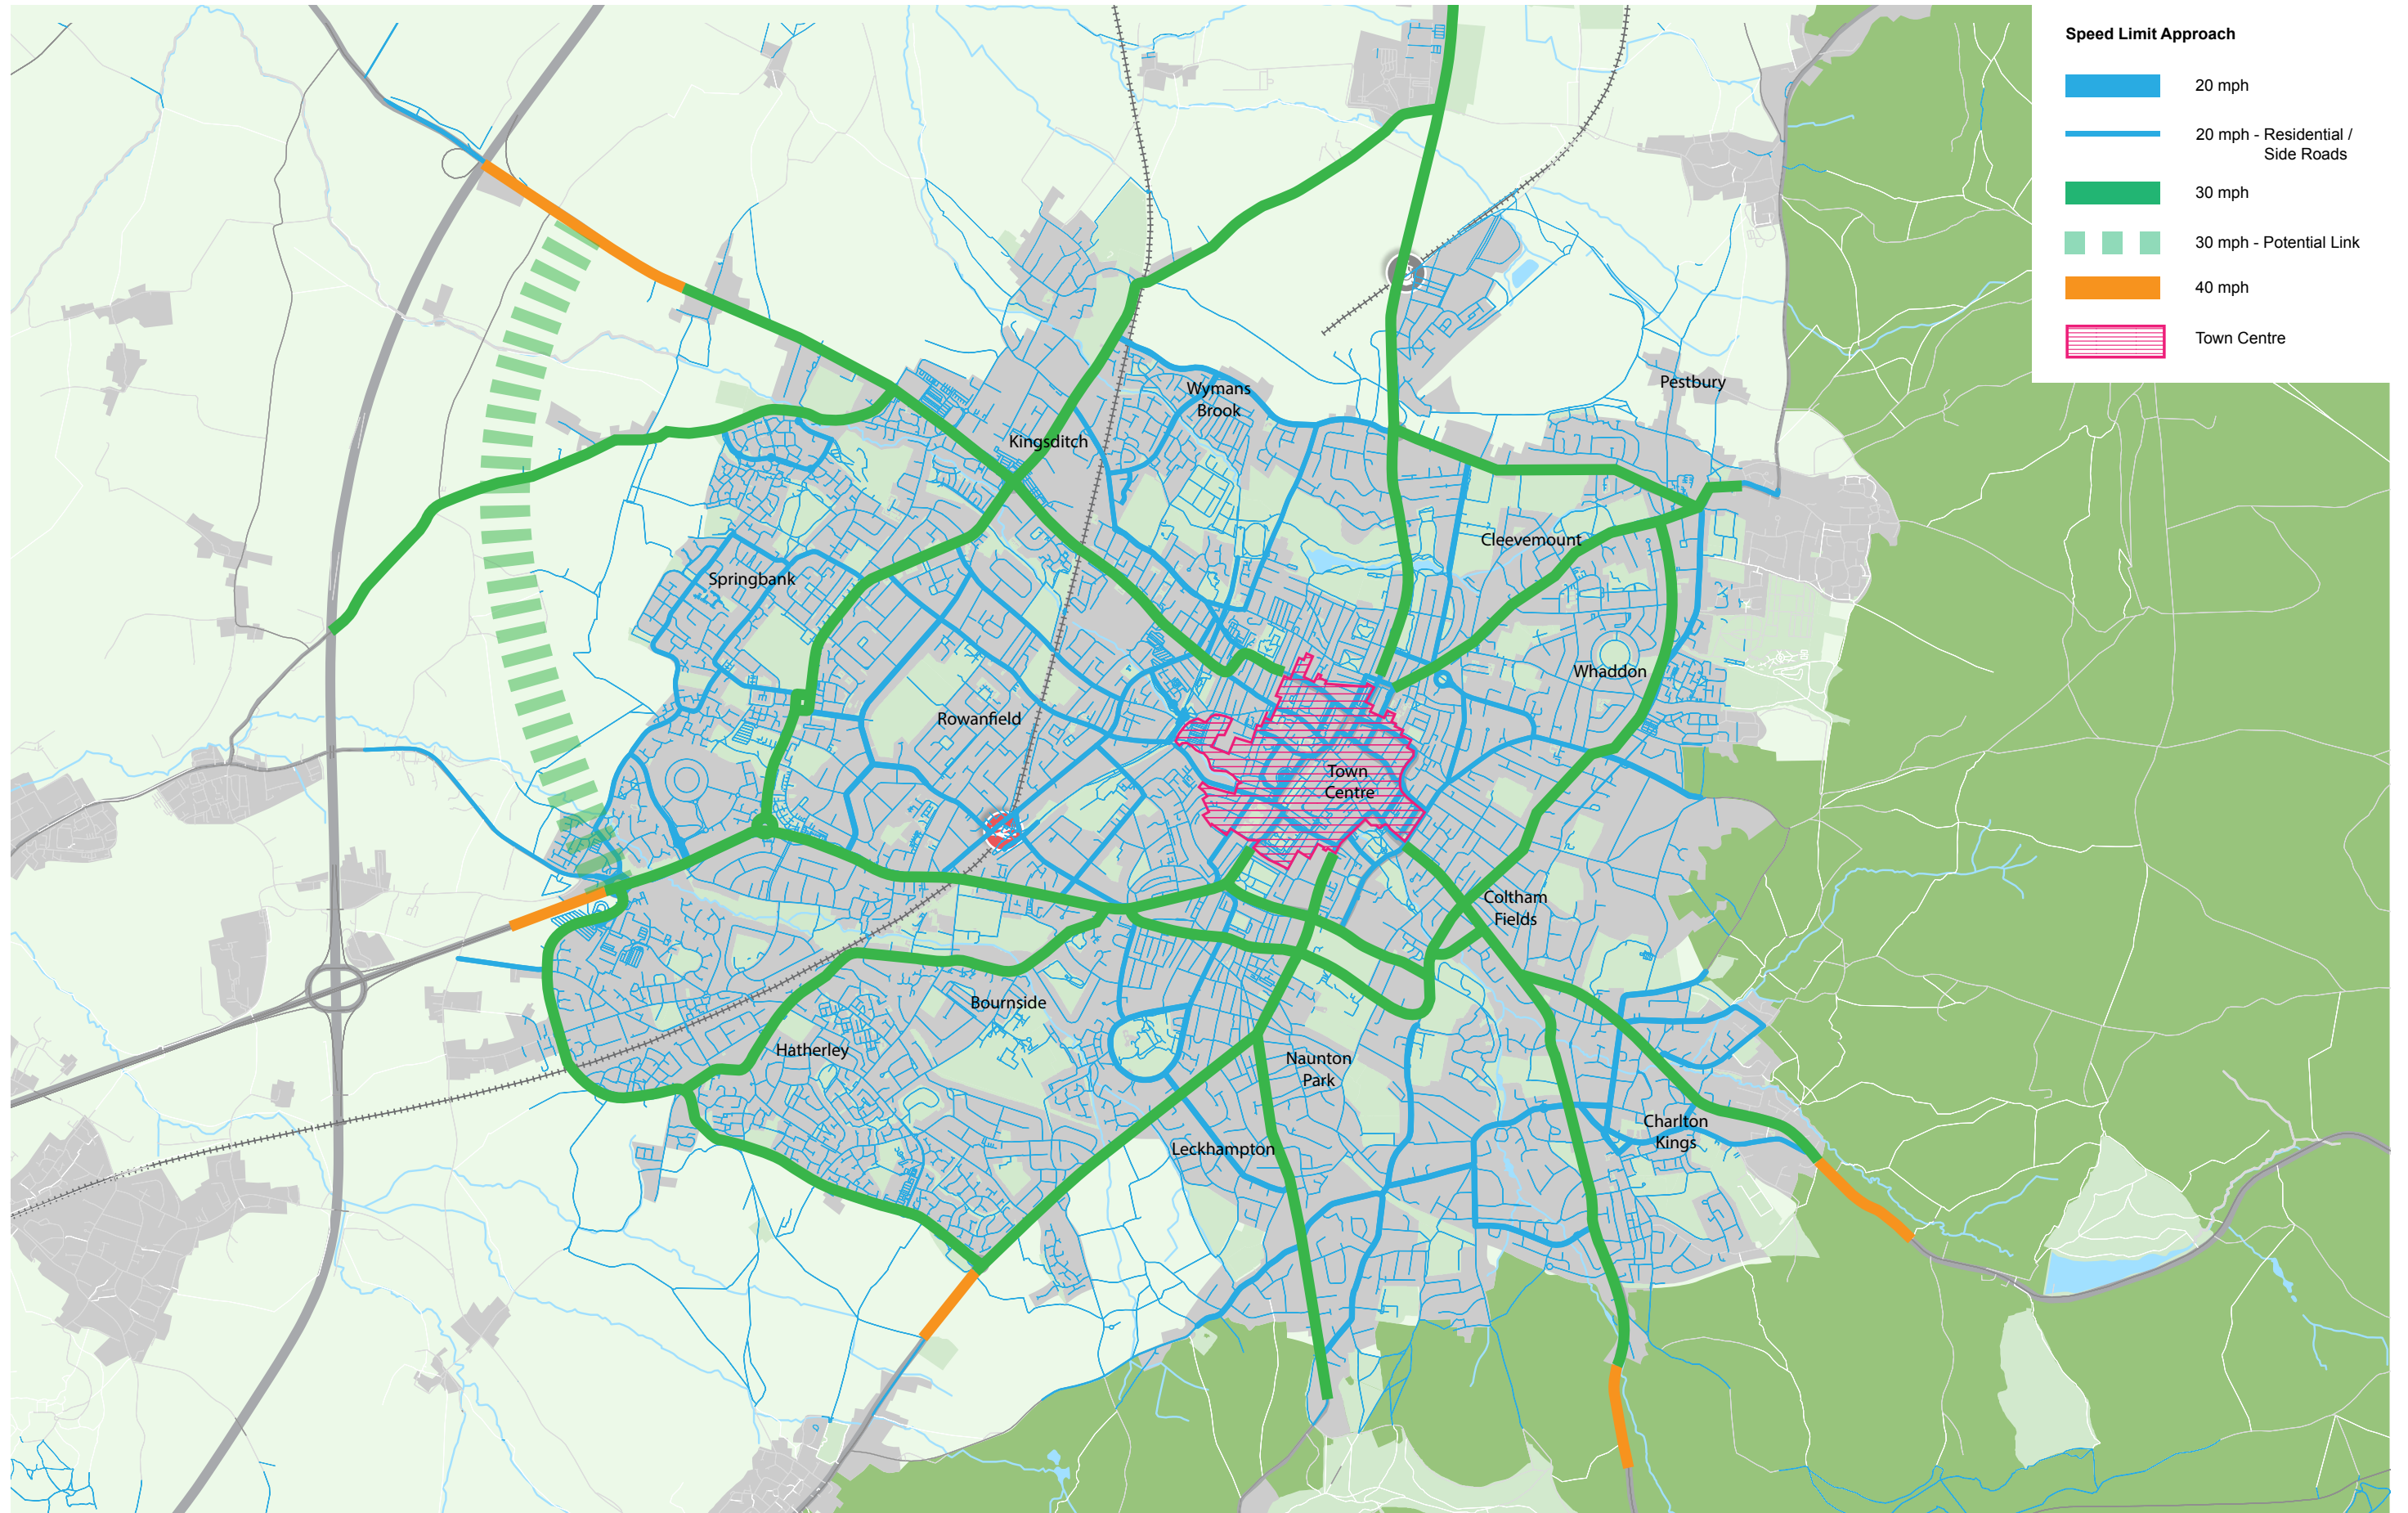 Speed Limit Approach
20 mph
20 mph - Residential /
Side Roads
30 mph
30 mph - Potential Link
40 mph
Town Centre
Pestbury
Wymans
Brook
Kingsditch
Cleevemount
Springbank
Whaddon
Rowanfield
Town
Centre
Coltham
Fields
Bournside
Hatherley
Naunton
Park
Charlton
Kings
Leckhampton